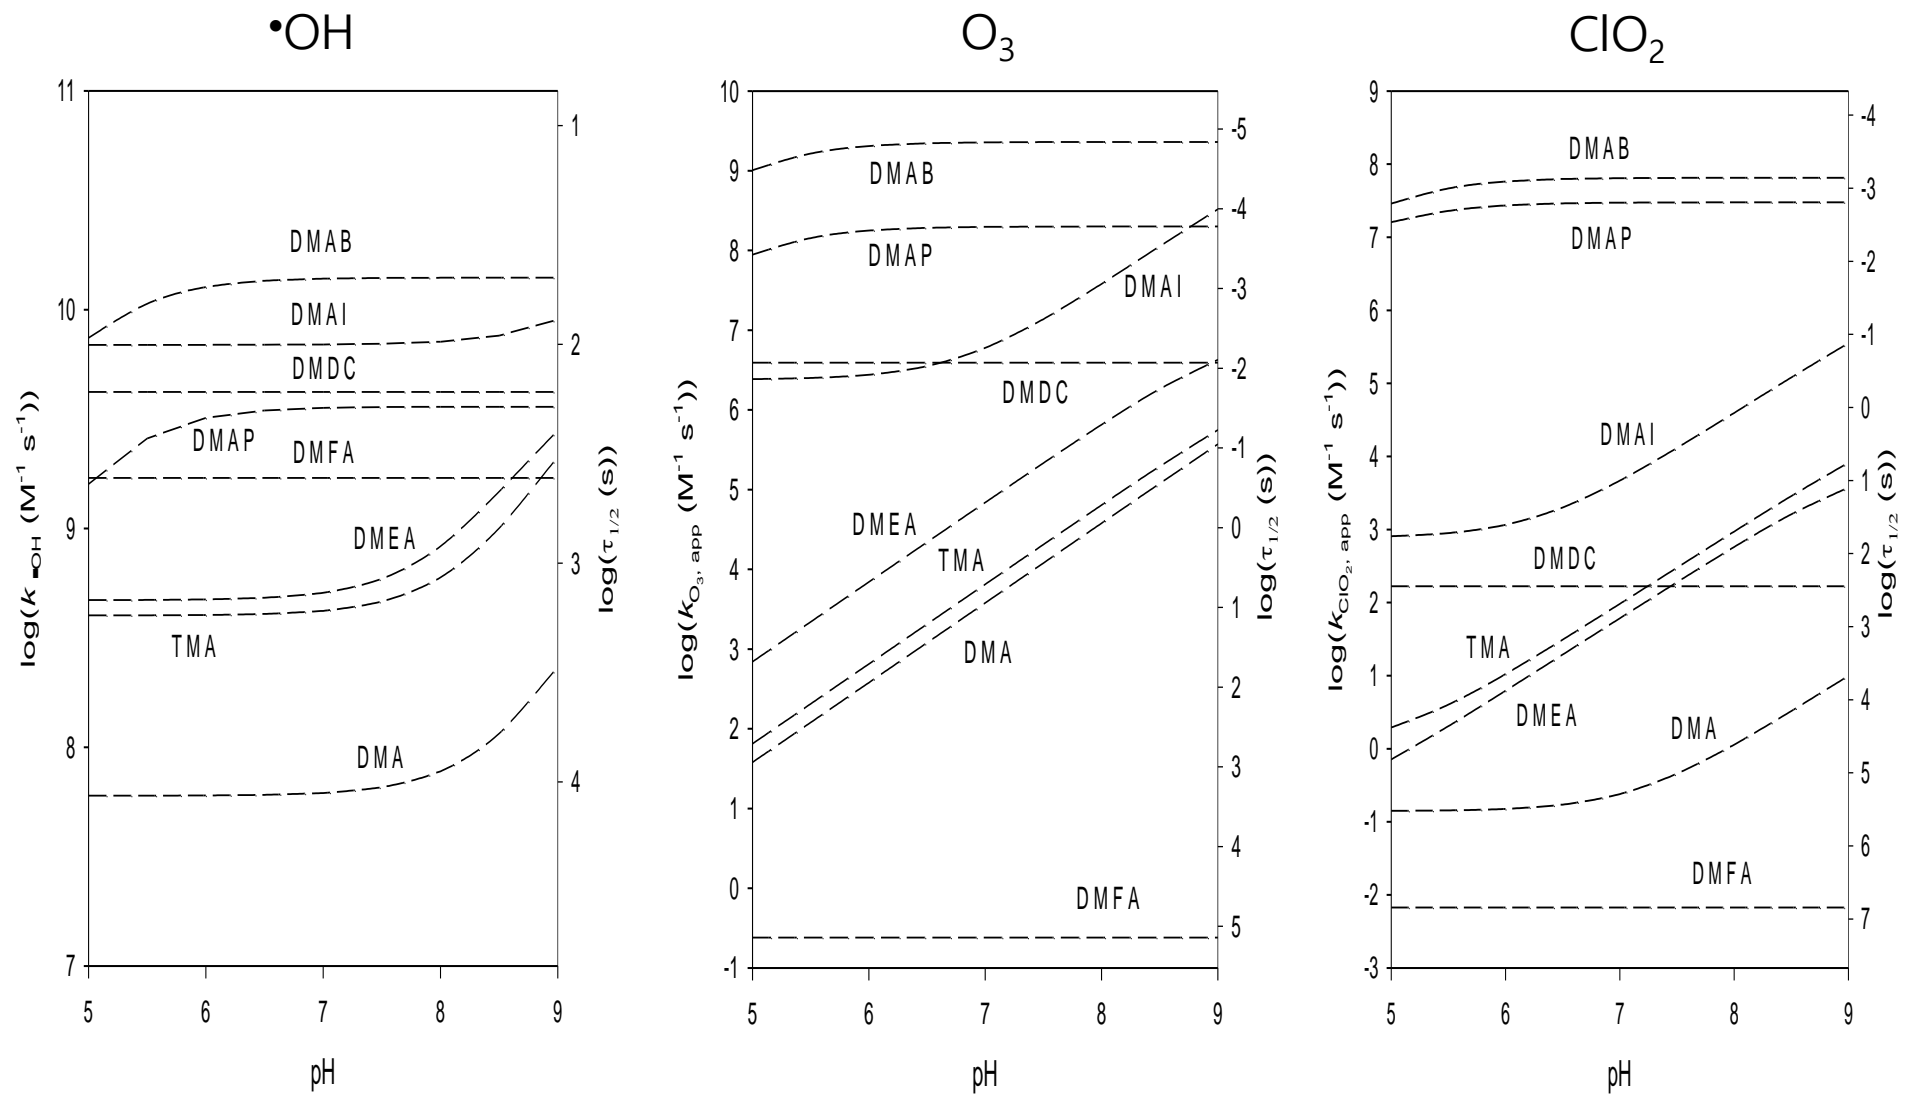 •OH
11
10
9
8
7
1
2
3
4
DMAB
DMAI
DMDC
DMAP
DMFA
DMEA
TMA
DMA
log(k •OH (M⁻¹ s⁻¹))
log(τ1/2 (s))
5 6 7 8 9
pH
O₃
10
9
8
7
6
5
4
3
2
1
0
-1
-5
-4
-3
-2
-1
0
1
2
3
4
5
DMAB
DMAP
DMAI
DMDC
DMEA
TMA
DMA
DMFA
log(kO₃, app (M⁻¹ s⁻¹))
log(τ1/2 (s))
5 6 7 8 9
pH
ClO₂
9
8
7
6
5
4
3
2
1
0
-1
-2
-3
-4
-3
-2
-1
0
1
2
3
4
5
6
7
DMAB
DMAP
DMAI
DMDC
TMA
DMEA
DMA
DMFA
log(kClO₂, app (M⁻¹ s⁻¹))
log(τ1/2 (s))
5 6 7 8 9
pH